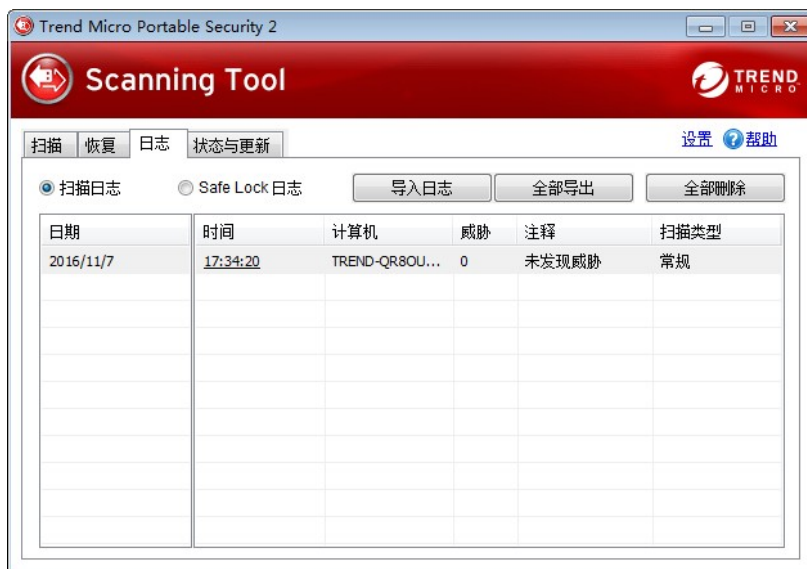 Trend Micro Portable Security 2
Scanning Tool
TREND
MICRO
扫描 恢复 日志 状态与更新 设置 ?帮助
扫描日志 Safe Lock 日志 导入日志 全部导出 全部删除
日期 时间 计算机 威胁 注释 扫描类型
2016/11/7 17:34:20 TREND-QR8OU... 0 未发现威胁 常规